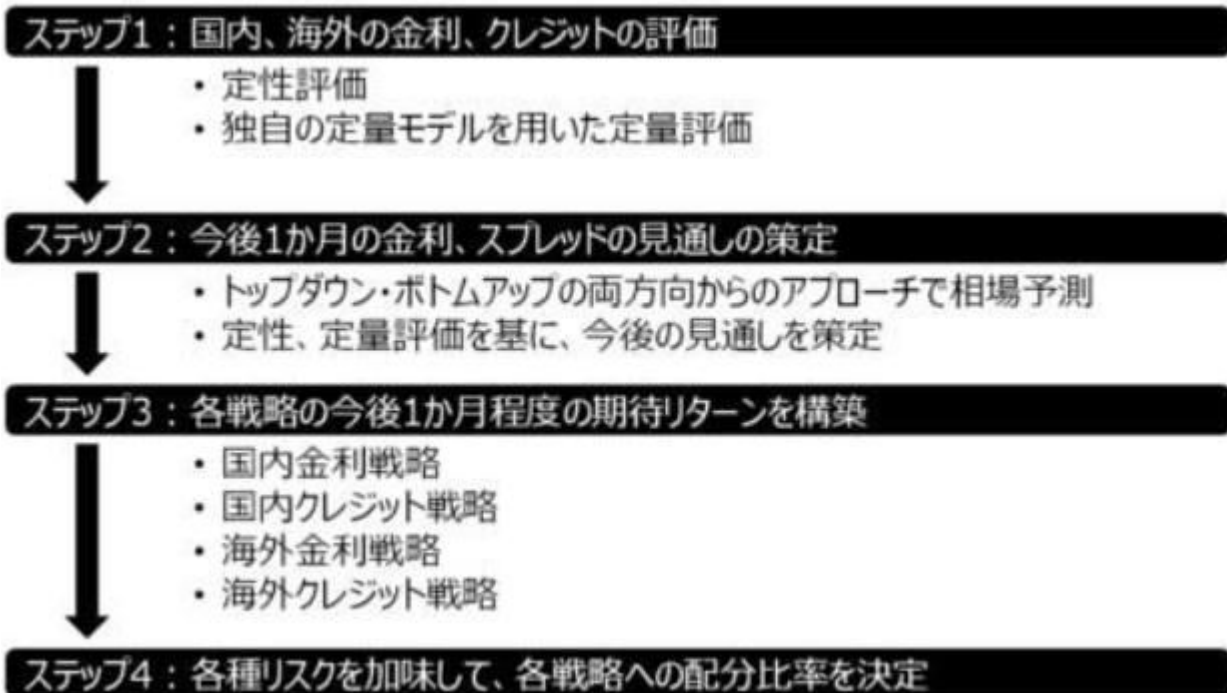 ステップ1：国内、海外の金利、クレジットの評価
・定性評価
・独自の定量モデルを用いた定量評価
ステップ2：今後1か月の金利、スプレッドの見通しの策定
・トップダウン・ボトムアップの両方向からのアプローチで相場予測
・定性、定量評価を基に、今後の見通しを策定
ステップ3：各戦略の今後1か月程度の期待リターンを構築
・国内金利戦略
・国内クレジット戦略
・海外金利戦略
・海外クレジット戦略
ステップ4：各種リスクを加味して、各戦略への配分比率を決定